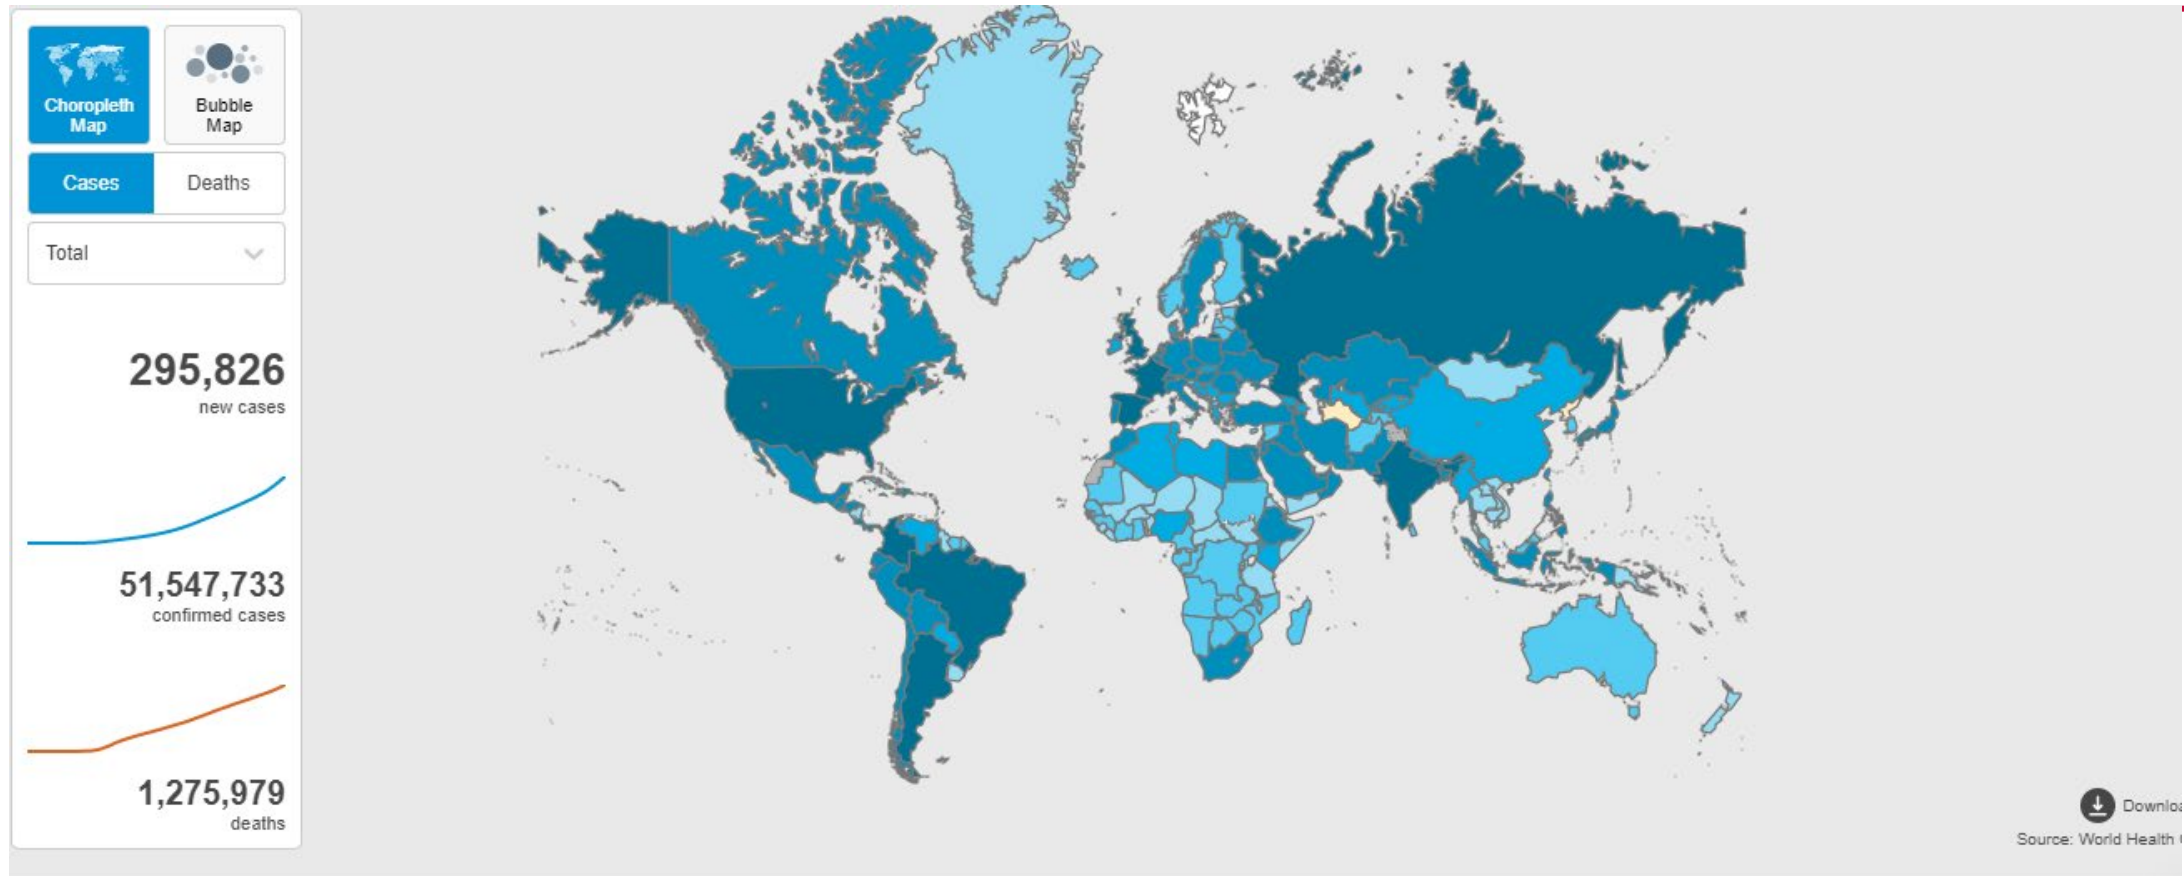 Choropleth
Map
Bubble
Map
Cases
Deaths
Total
295,826
new cases
51,547,733
confirmed cases
1,275,979
deaths
Source: World Health